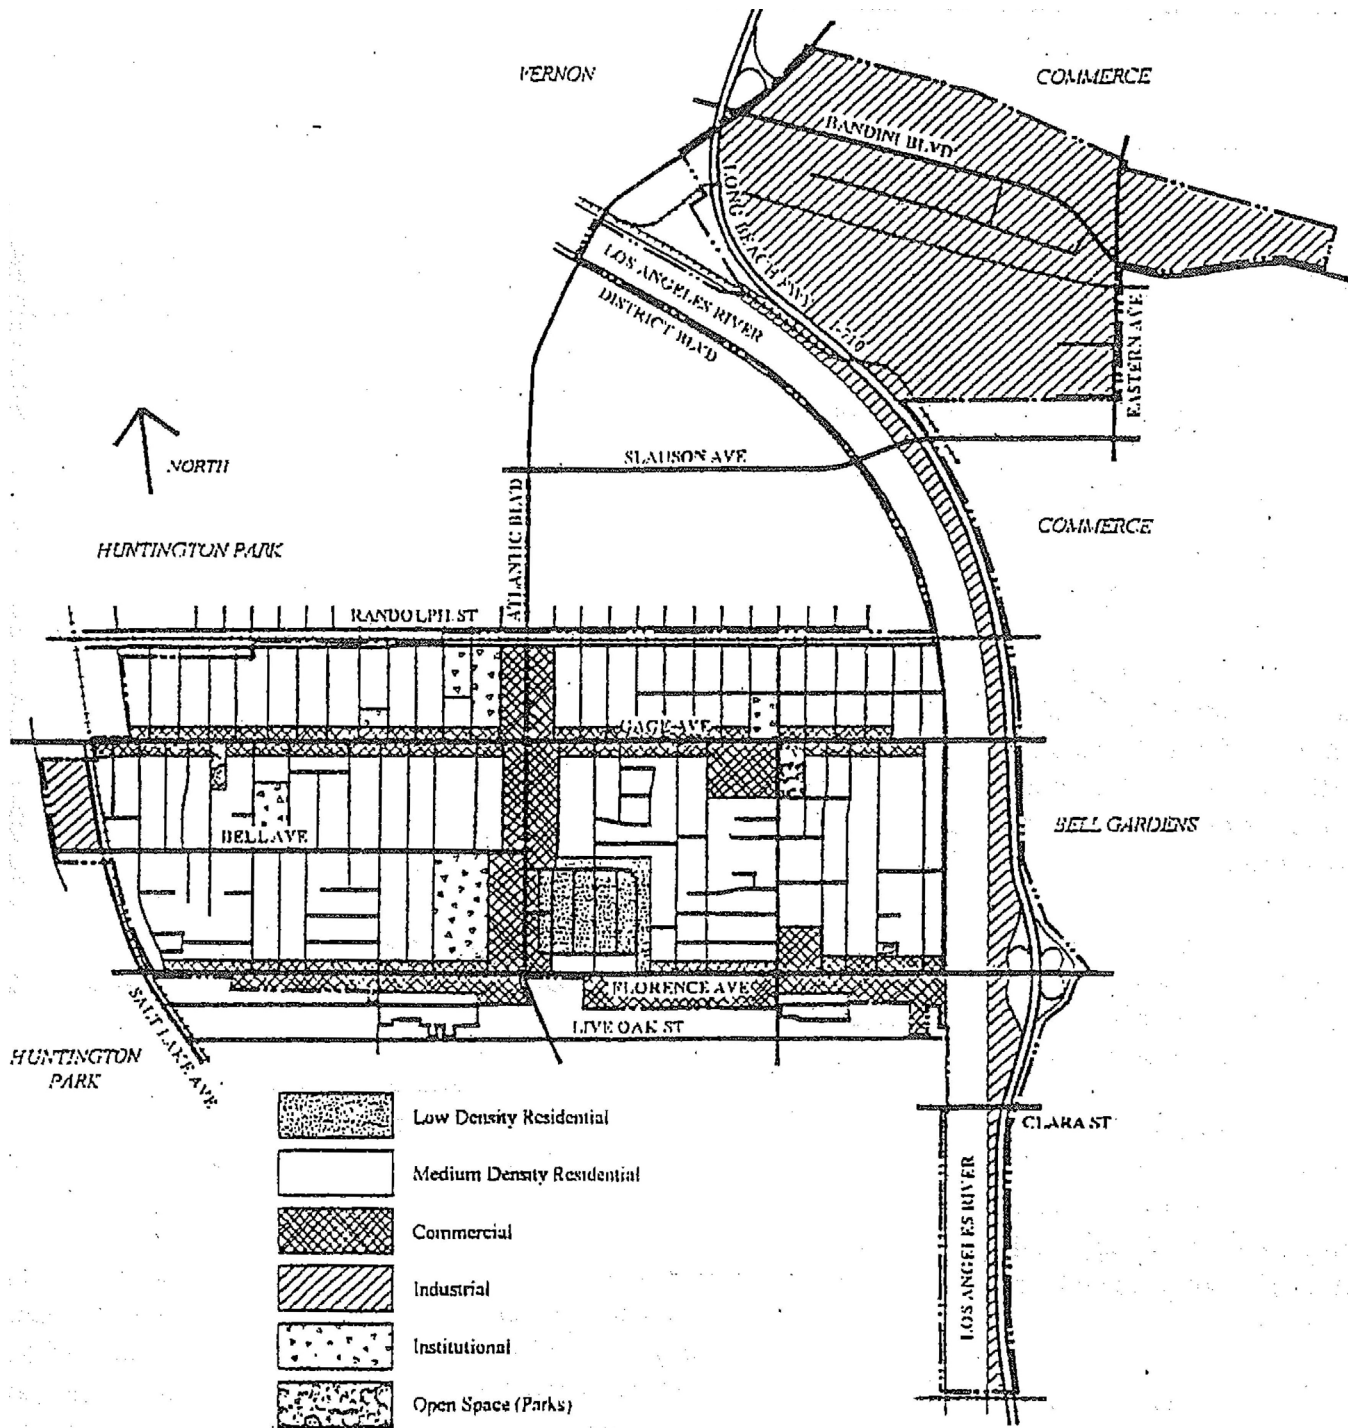 VERNON
COMMERCE
BANDINI BLVD
LONG BEACH FWY I-710
LOS ANGELES RIVER
DISTRICT BLVD
EASTERN AVE
SLAUSON AVE
NORTH
ATLANTIC BLVD
COMMERCE
HUNTINGTON PARK
RANDOLPH ST
GAGE AVE
BELL AVE
BELL GARDENS
FLORENCE AVE
LIVE OAK ST
SALT LAKE AVE
HUNTINGTON
PARK
CLARA ST
LOS ANGELES RIVER
Low Density Residential
Medium Density Residential
Commercial
Industrial
Institutional
Open Space (Parks)